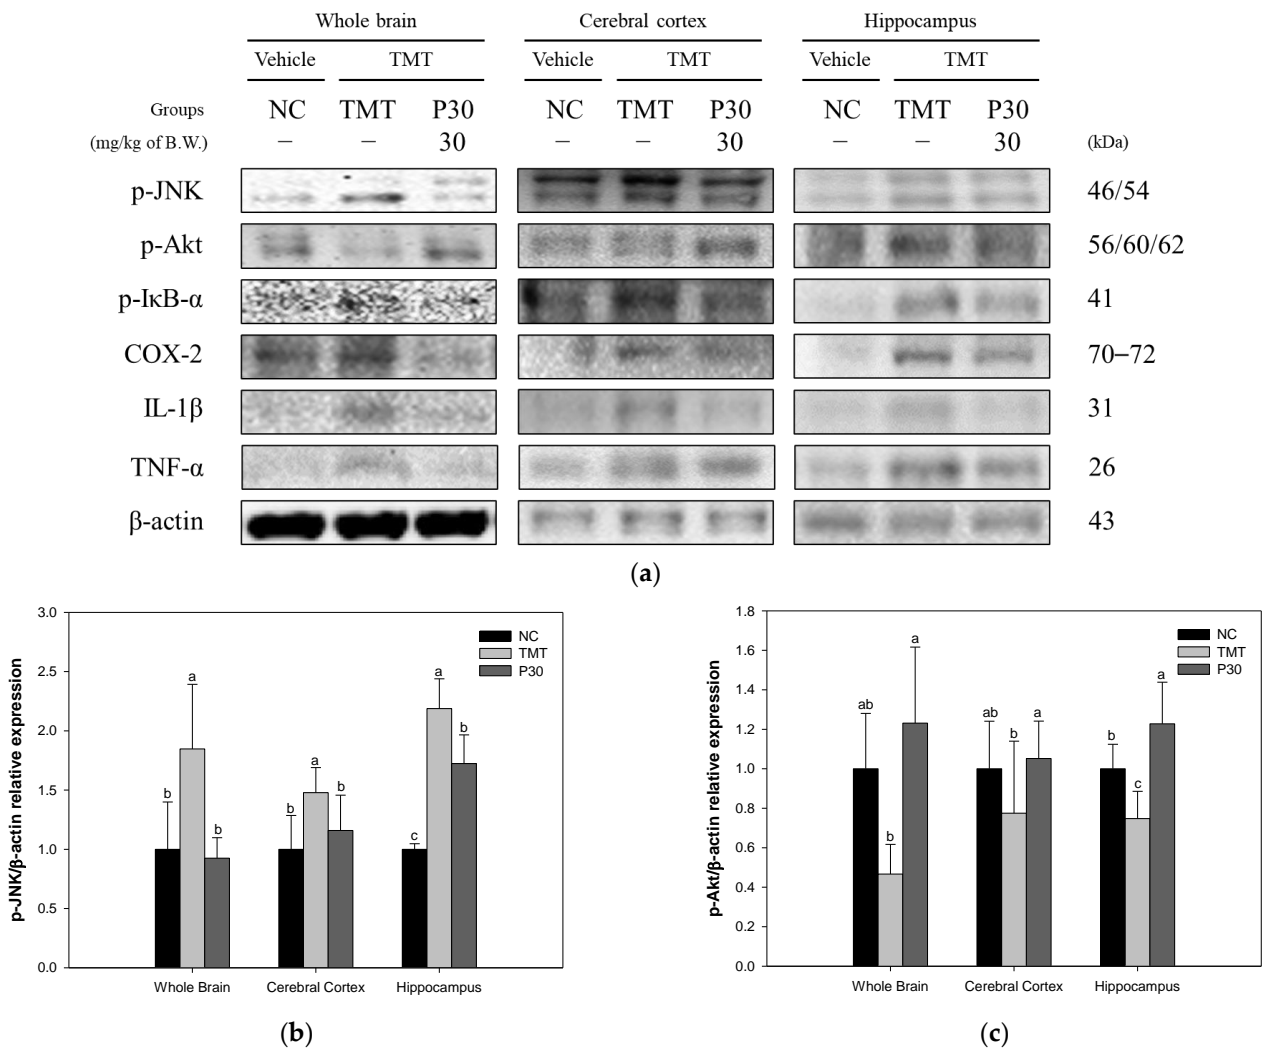 Whole brain Cerebral cortex Hippocampus
Vehicle TMT Vehicle TMT Vehicle TMT
Groups NC TMT P30 NC TMT P30 NC TMT P30
(mg/kg of B.W.) − − 30 − − 30 − − 30 (kDa)
p-JNK 46/54
p-Akt 56/60/62
p-IκB-α 41
COX-2 70−72
IL-1β 31
TNF-α 26
β-actin 43
(a)
p-JNK/β-actin relative expression
3.0
2.5
2.0
1.5
1.0
0.5
0.0
NC
TMT
P30
b a b b a b c a b
Whole Brain Cerebral Cortex Hippocampus
(b)
p-Akt/β-actin relative expression
1.8
1.6
1.4
1.2
1.0
0.8
0.6
0.4
0.2
0.0
NC
TMT
P30
ab b a ab b a b c a
Whole Brain Cerebral Cortex Hippocampus
(c)